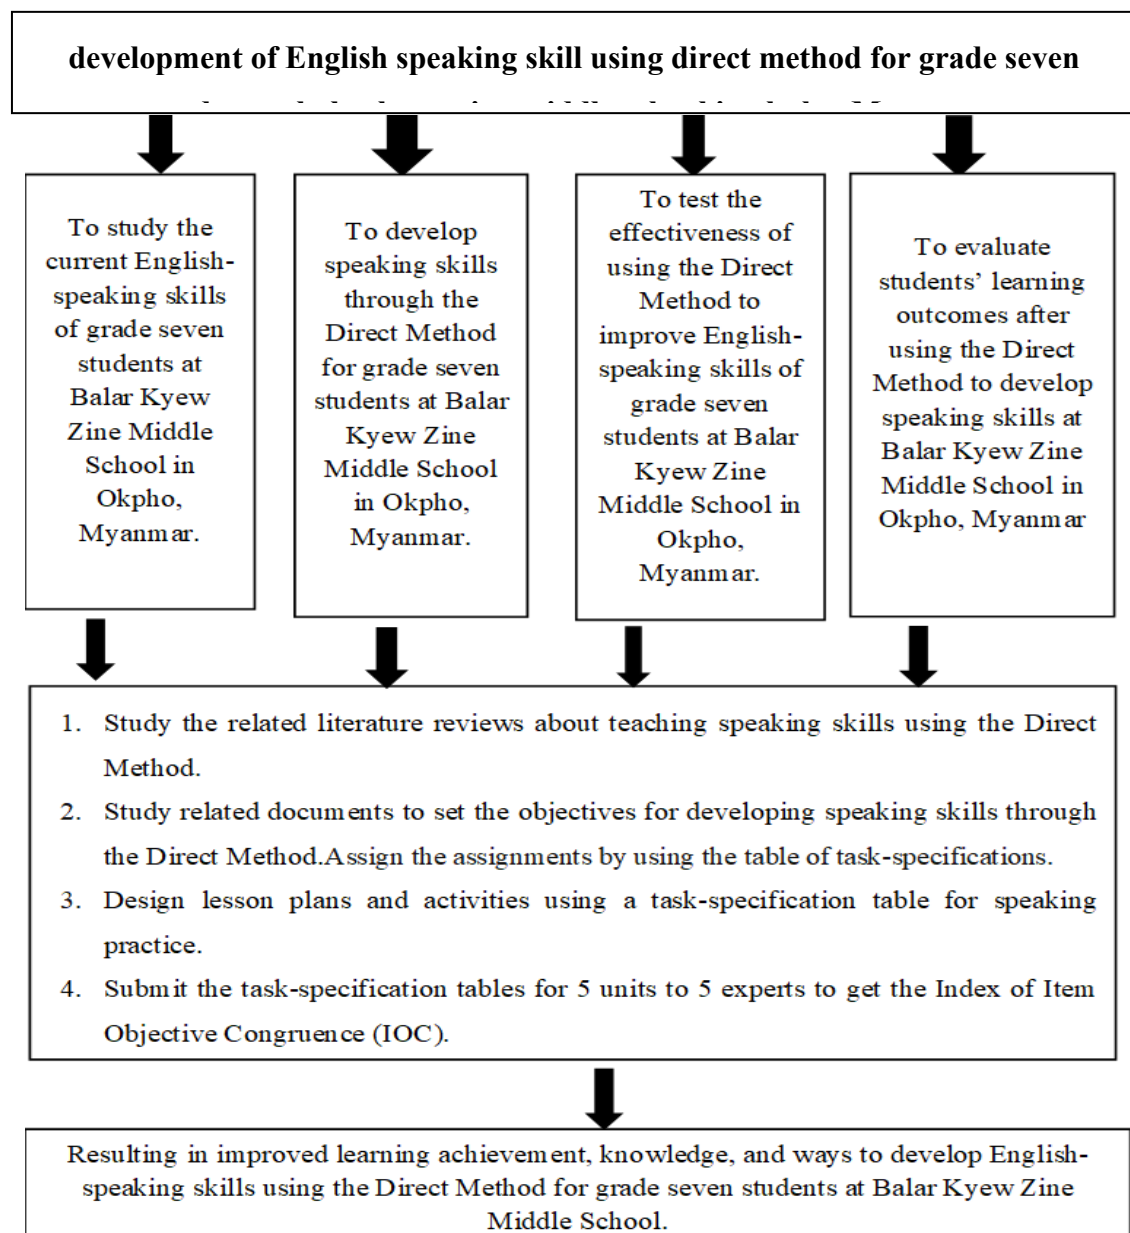 development of English speaking skill using direct method for grade seven
To study the
current English-
speaking skills
of grade seven
students at
Balar Kyew
Zine Middle
School in
Okpho,
Myanmar.
To develop
speaking skills
through the
Direct Method
for grade seven
students at Balar
Kyew Zine
Middle School
in Okpho,
Myanmar.
To test the
effectiveness of
using the Direct
Method to
improve English-
speaking skills of
grade seven
students at Balar
Kyew Zine
Middle School in
Okpho,
Myanmar.
To evaluate
students’ learning
outcomes after
using the Direct
Method to develop
speaking skills at
Balar Kyew Zine
Middle School in
Okpho, Myanmar
1. Study the related literature reviews about teaching speaking skills using the Direct
Method.
2. Study related documents to set the objectives for developing speaking skills through
the Direct Method.Assign the assignments by using the table of task-specifications.
3. Design lesson plans and activities using a task-specification table for speaking
practice.
4. Submit the task-specification tables for 5 units to 5 experts to get the Index of Item
Objective Congruence (IOC).
Resulting in improved learning achievement, knowledge, and ways to develop English-
speaking skills using the Direct Method for grade seven students at Balar Kyew Zine
Middle School.